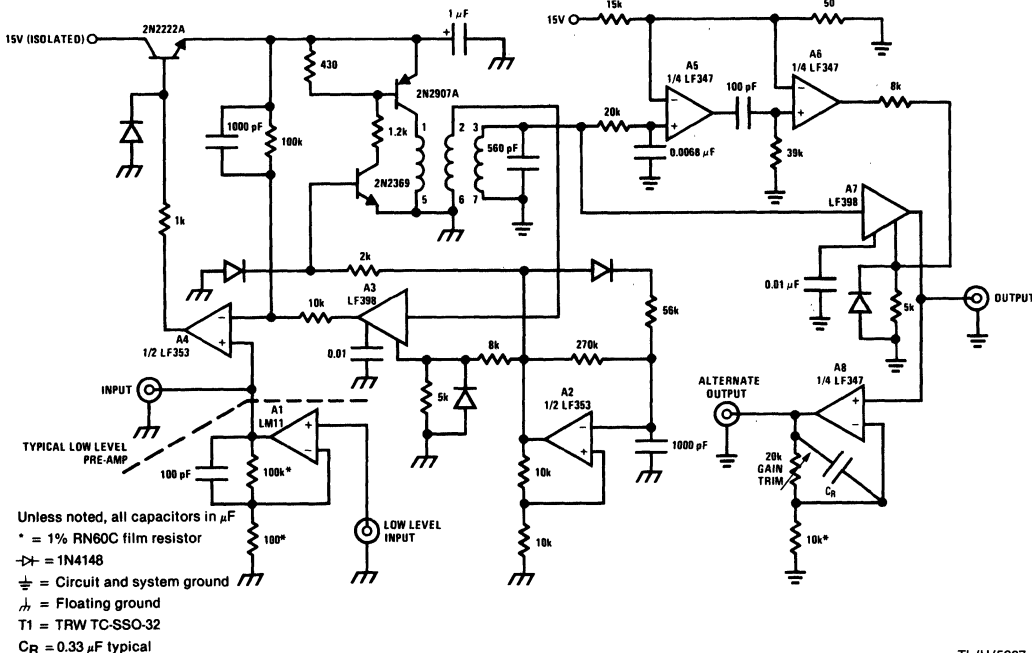 15k
50
15V
15V (ISOLATED)
2N2222A
1 μF
+
A5
1/4 LF347
A6
1/4 LF347
430
2N2907A
100 pF
8k
20k
−
+
−
+
1000 pF
100k
1.2k
1
2
3
560 pF
0.0068 μF
39k
2N2369
5
6
7
A7
LF398
1k
2k
0.01 μF
5k
OUTPUT
A3
LF398
10k
56k
A4
1/2 LF353
−
+
0.01
8k
270k
A8
1/4 LF347
ALTERNATE
OUTPUT
+
−
INPUT
5k
A2
1/2 LF353
−
+
1000 pF
A1
LM11
+
−
TYPICAL LOW LEVEL
PRE-AMP
20k
GAIN
TRIM
CR
100 pF
100k*
10k
LOW LEVEL
INPUT
100*
10k
10k*
Unless noted, all capacitors in μF
* = 1% RN60C film resistor
= 1N4148
= Circuit and system ground
= Floating ground
T1 = TRW TC-SSO-32
CR = 0.33 μF typical